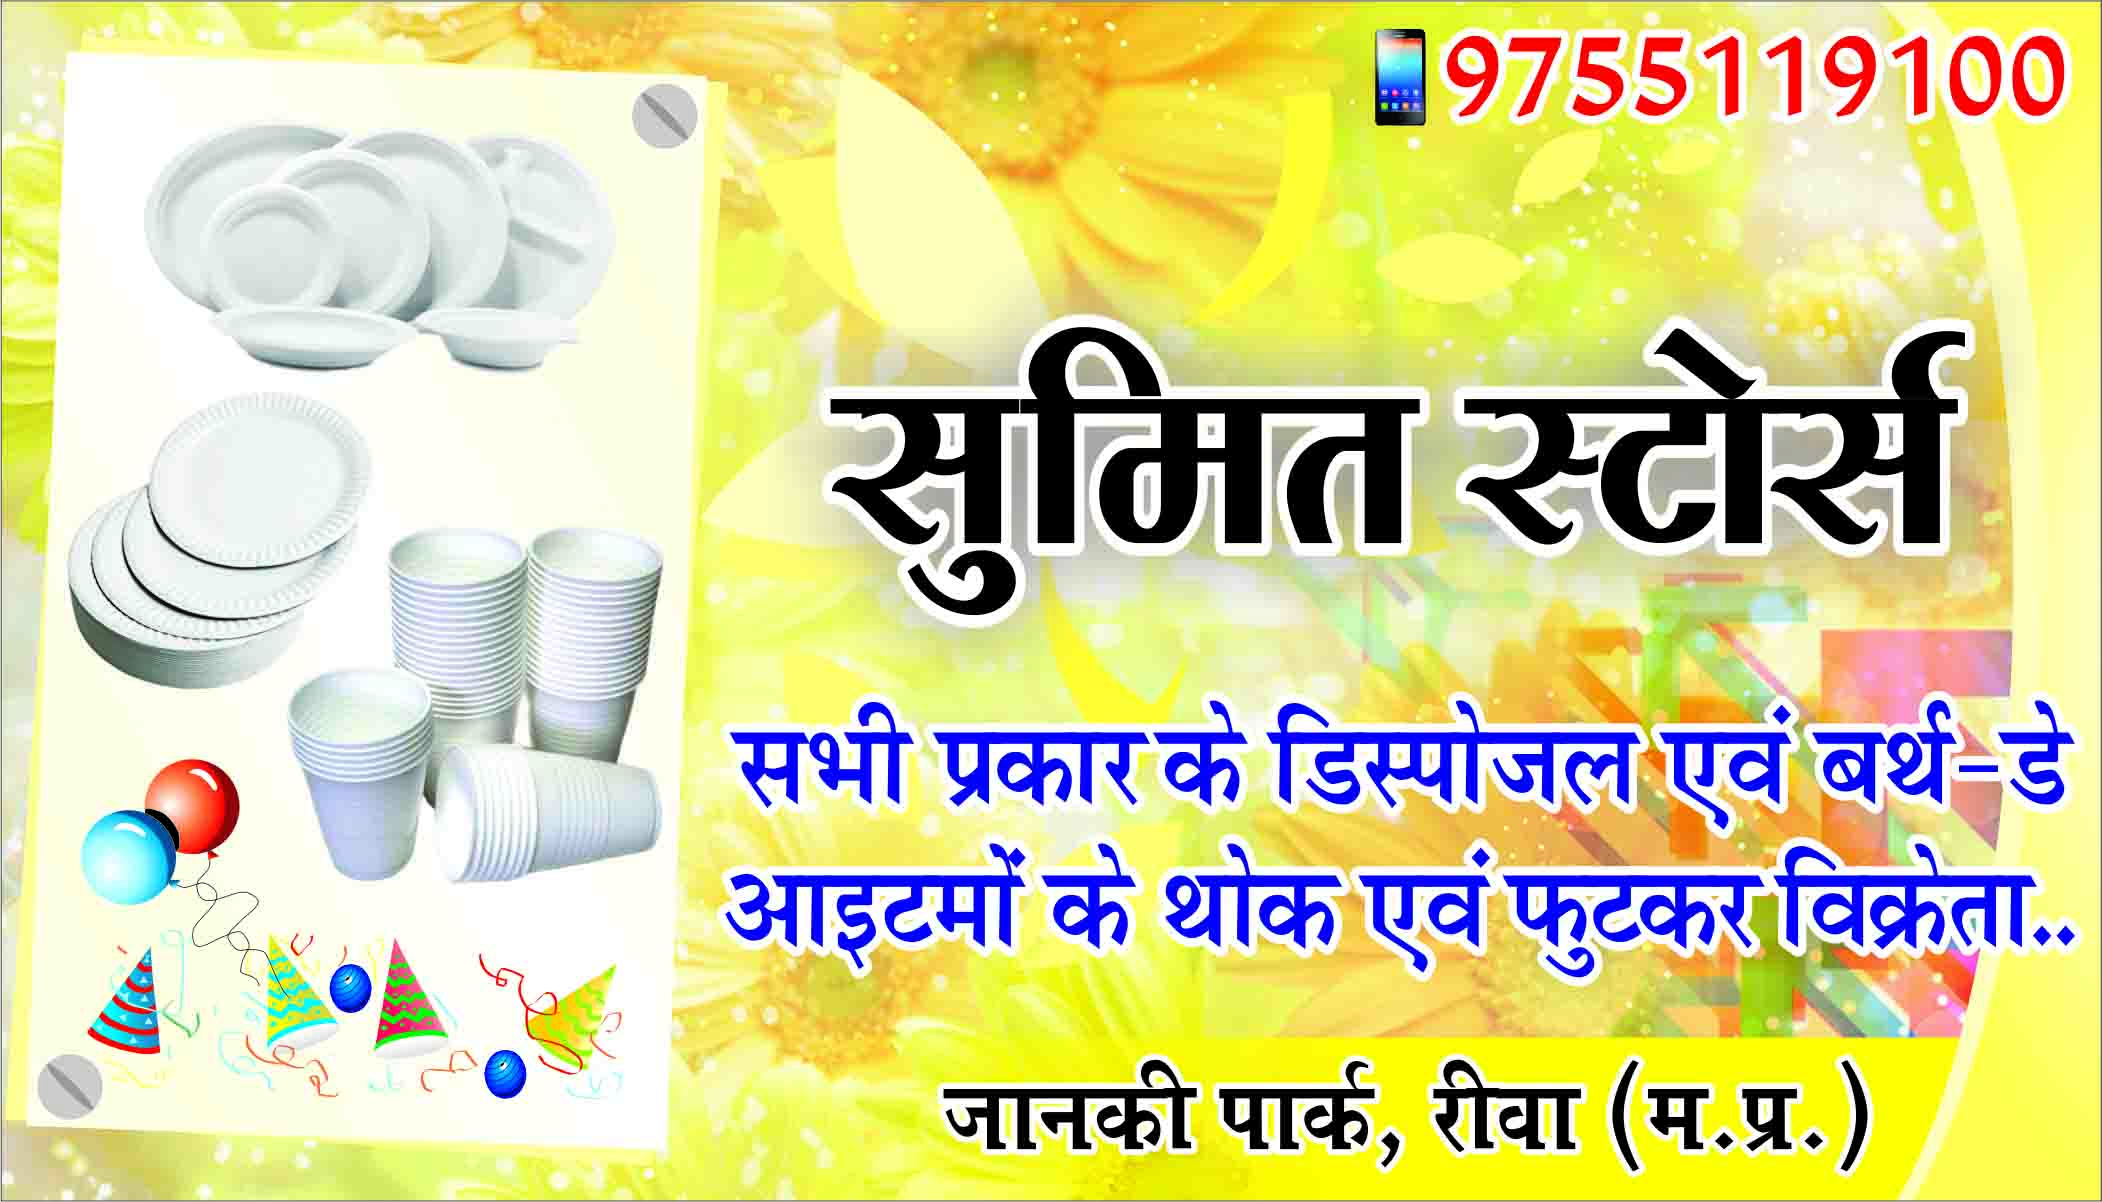 9755119100
सुमित स्टोर्स
सभी प्रकार के डिस्पोजल एवं बर्थ-डे
आइटमों के थोक एवं फुटकर विक्रेता..
जानकी पार्क, रीवा (म.प्र.)